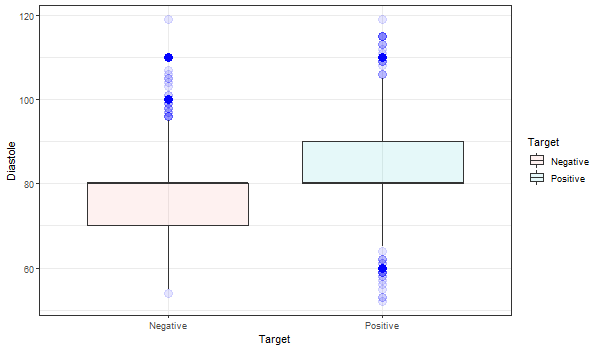 120
100
80
60
Diastole
Negative
Positive
Target
Target
Negative
Positive